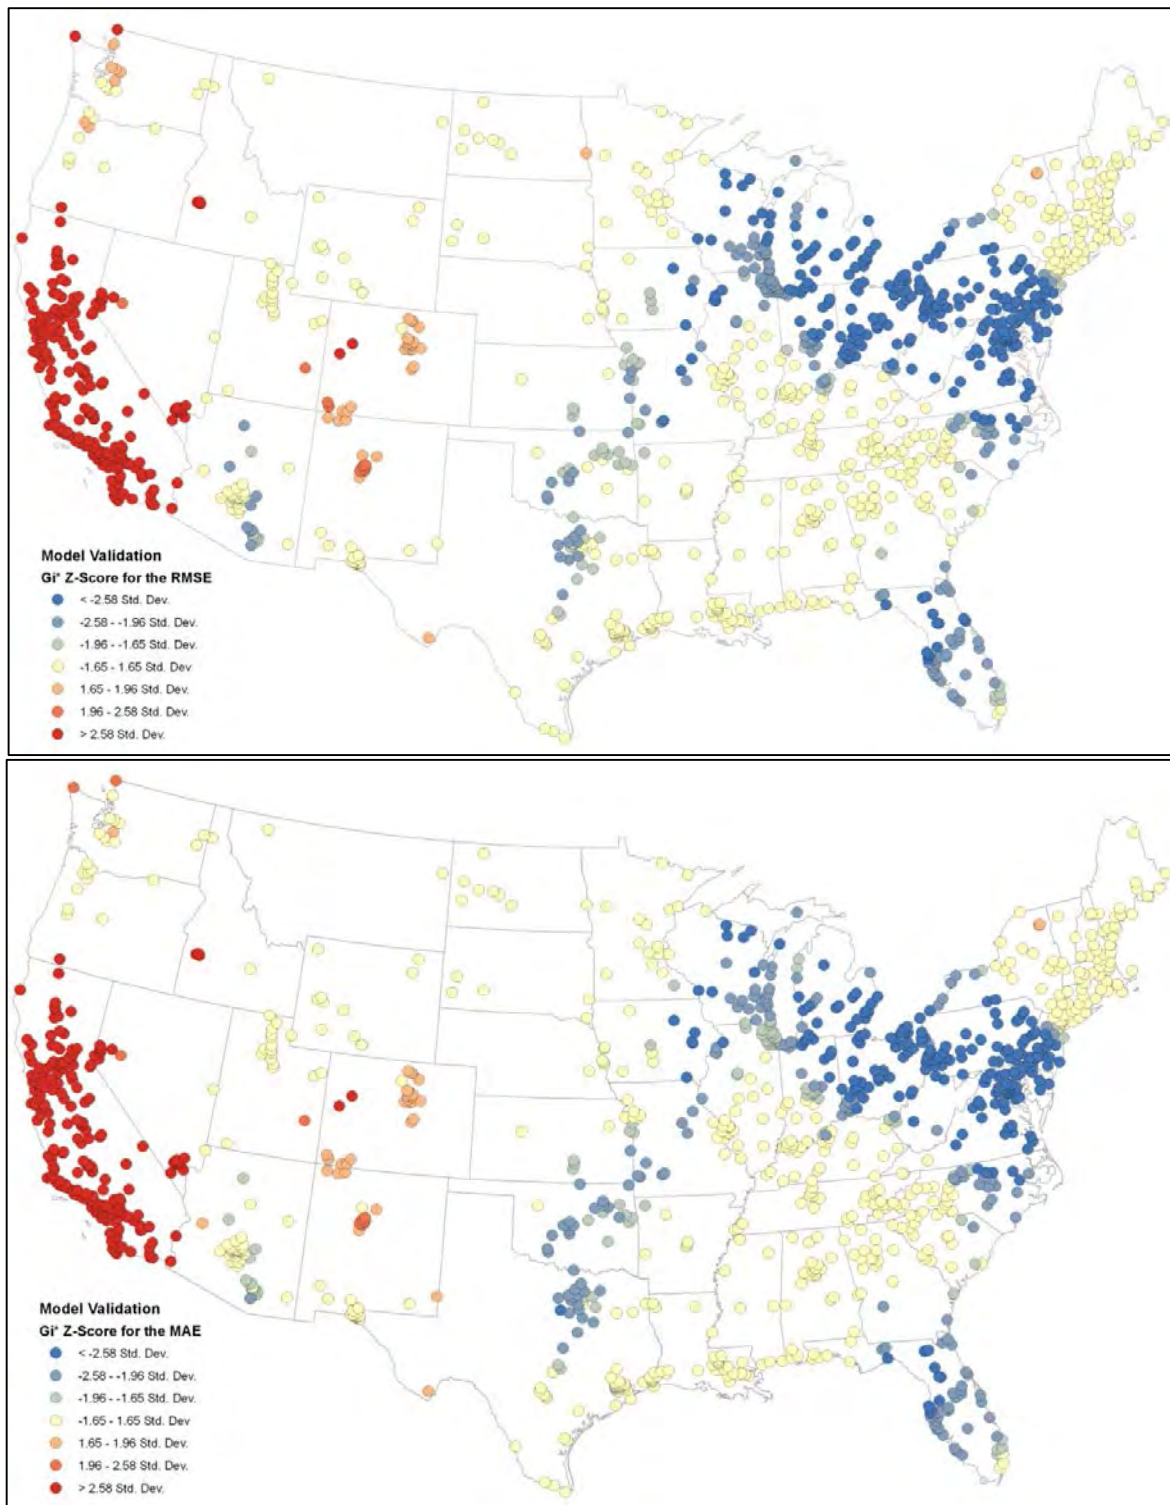 Model Validation
Gi* Z-Score for the RMSE
< -2.58 Std. Dev.
-2.58 - -1.96 Std. Dev.
-1.96 - -1.65 Std. Dev.
-1.65 - 1.65 Std. Dev
1.65 - 1.96 Std. Dev.
1.96 - 2.58 Std. Dev.
> 2.58 Std. Dev.
Model Validation
Gi* Z-Score for the MAE
< -2.58 Std. Dev.
-2.58 - -1.96 Std. Dev.
-1.96 - -1.65 Std. Dev.
-1.65 - 1.65 Std. Dev
1.65 - 1.96 Std. Dev.
1.96 - 2.58 Std. Dev.
> 2.58 Std. Dev.